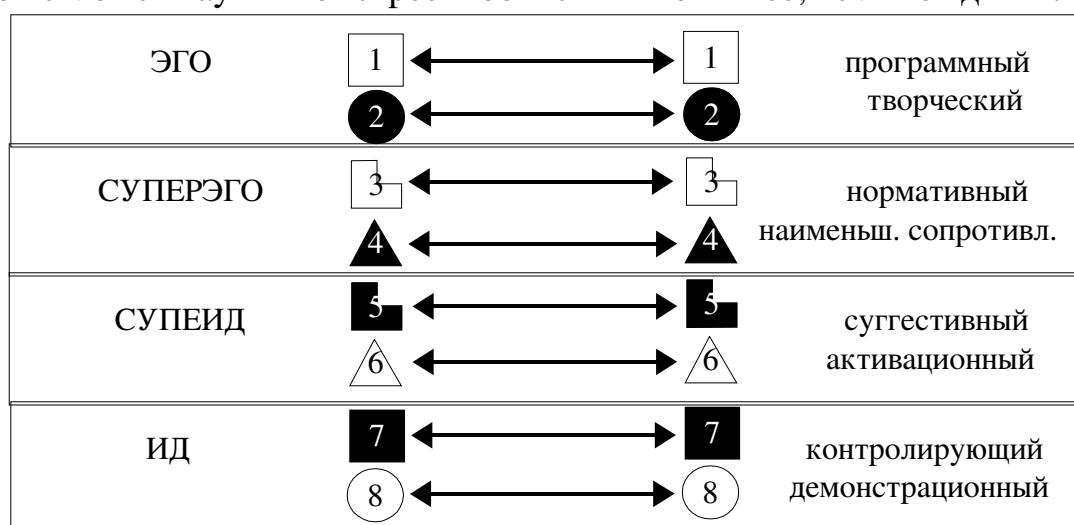 ЭГО 1 1 программный
2 2 творческий
СУПЕРЭГО 3 3 нормативный
4 4 наименьш. сопротивл.
СУПЕИД 5 5 суггестивный
6 6 активационный
ИД 7 7 контролирующий
8 8 демонстрационный